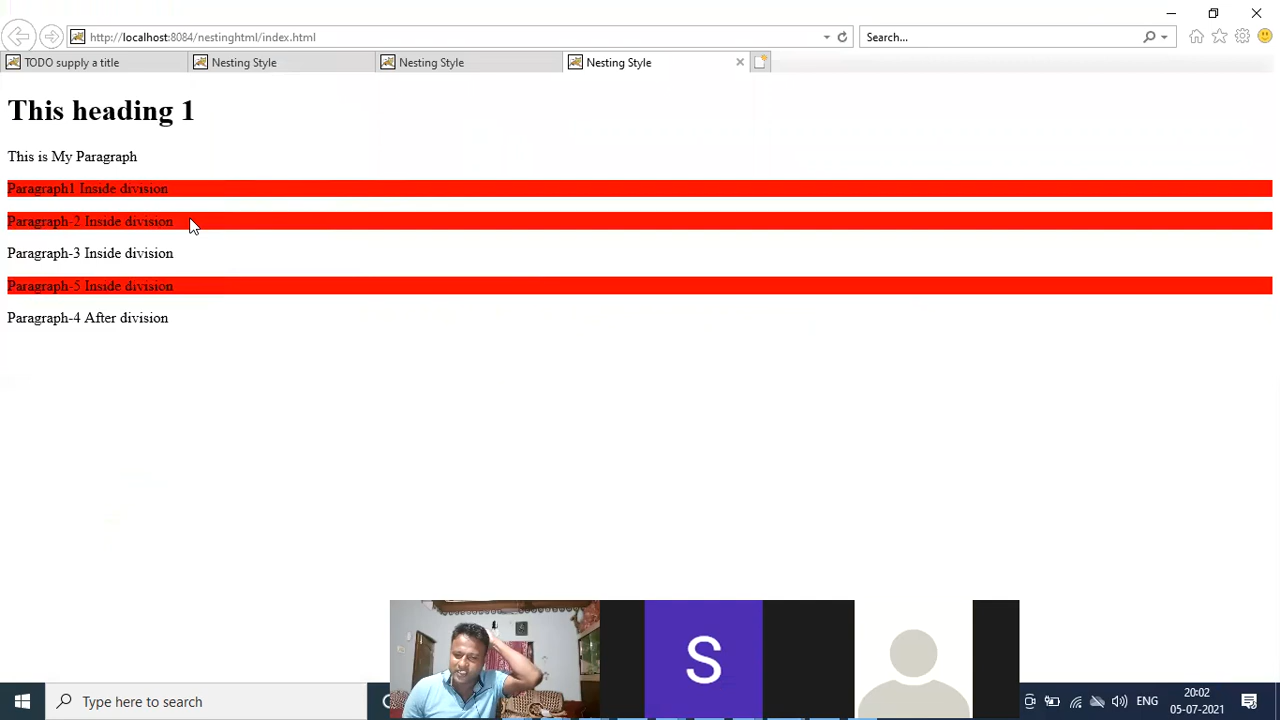 http://localhost:8084/nestinghtml/index.html
Search...
TODO supply a title
Nesting Style
Nesting Style
Nesting Style
This heading 1
This is My Paragraph
Paragraph1 Inside division
Paragraph-2 Inside division
Paragraph-3 Inside division
Paragraph-5 Inside division
Paragraph-4 After division
S
Type here to search
ENG
20:02
05-07-2021